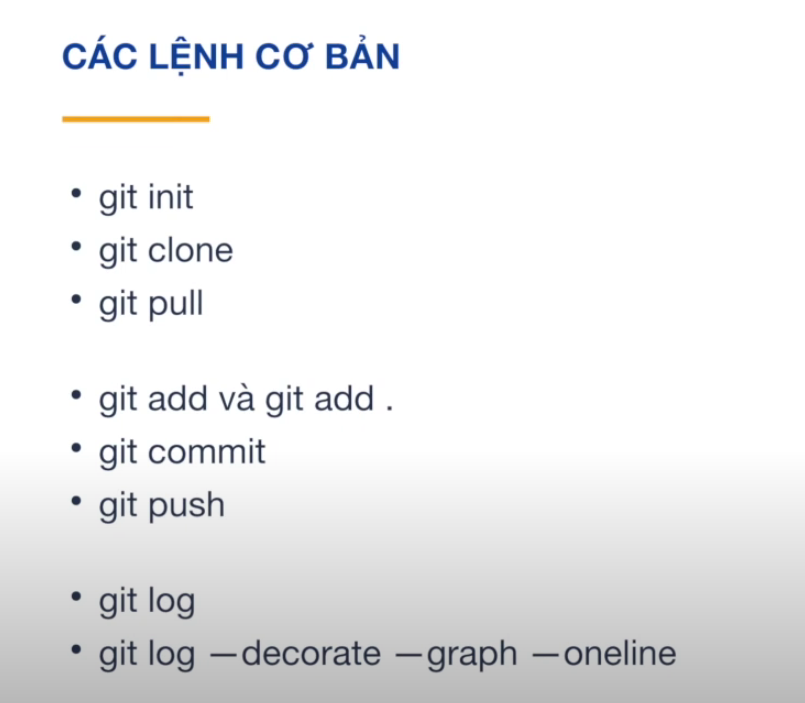 CÁC LỆNH CƠ BẢN
• git init
• git clone
• git pull
• git add và git add .
• git commit
• git push
• git log
• git log —decorate —graph —oneline